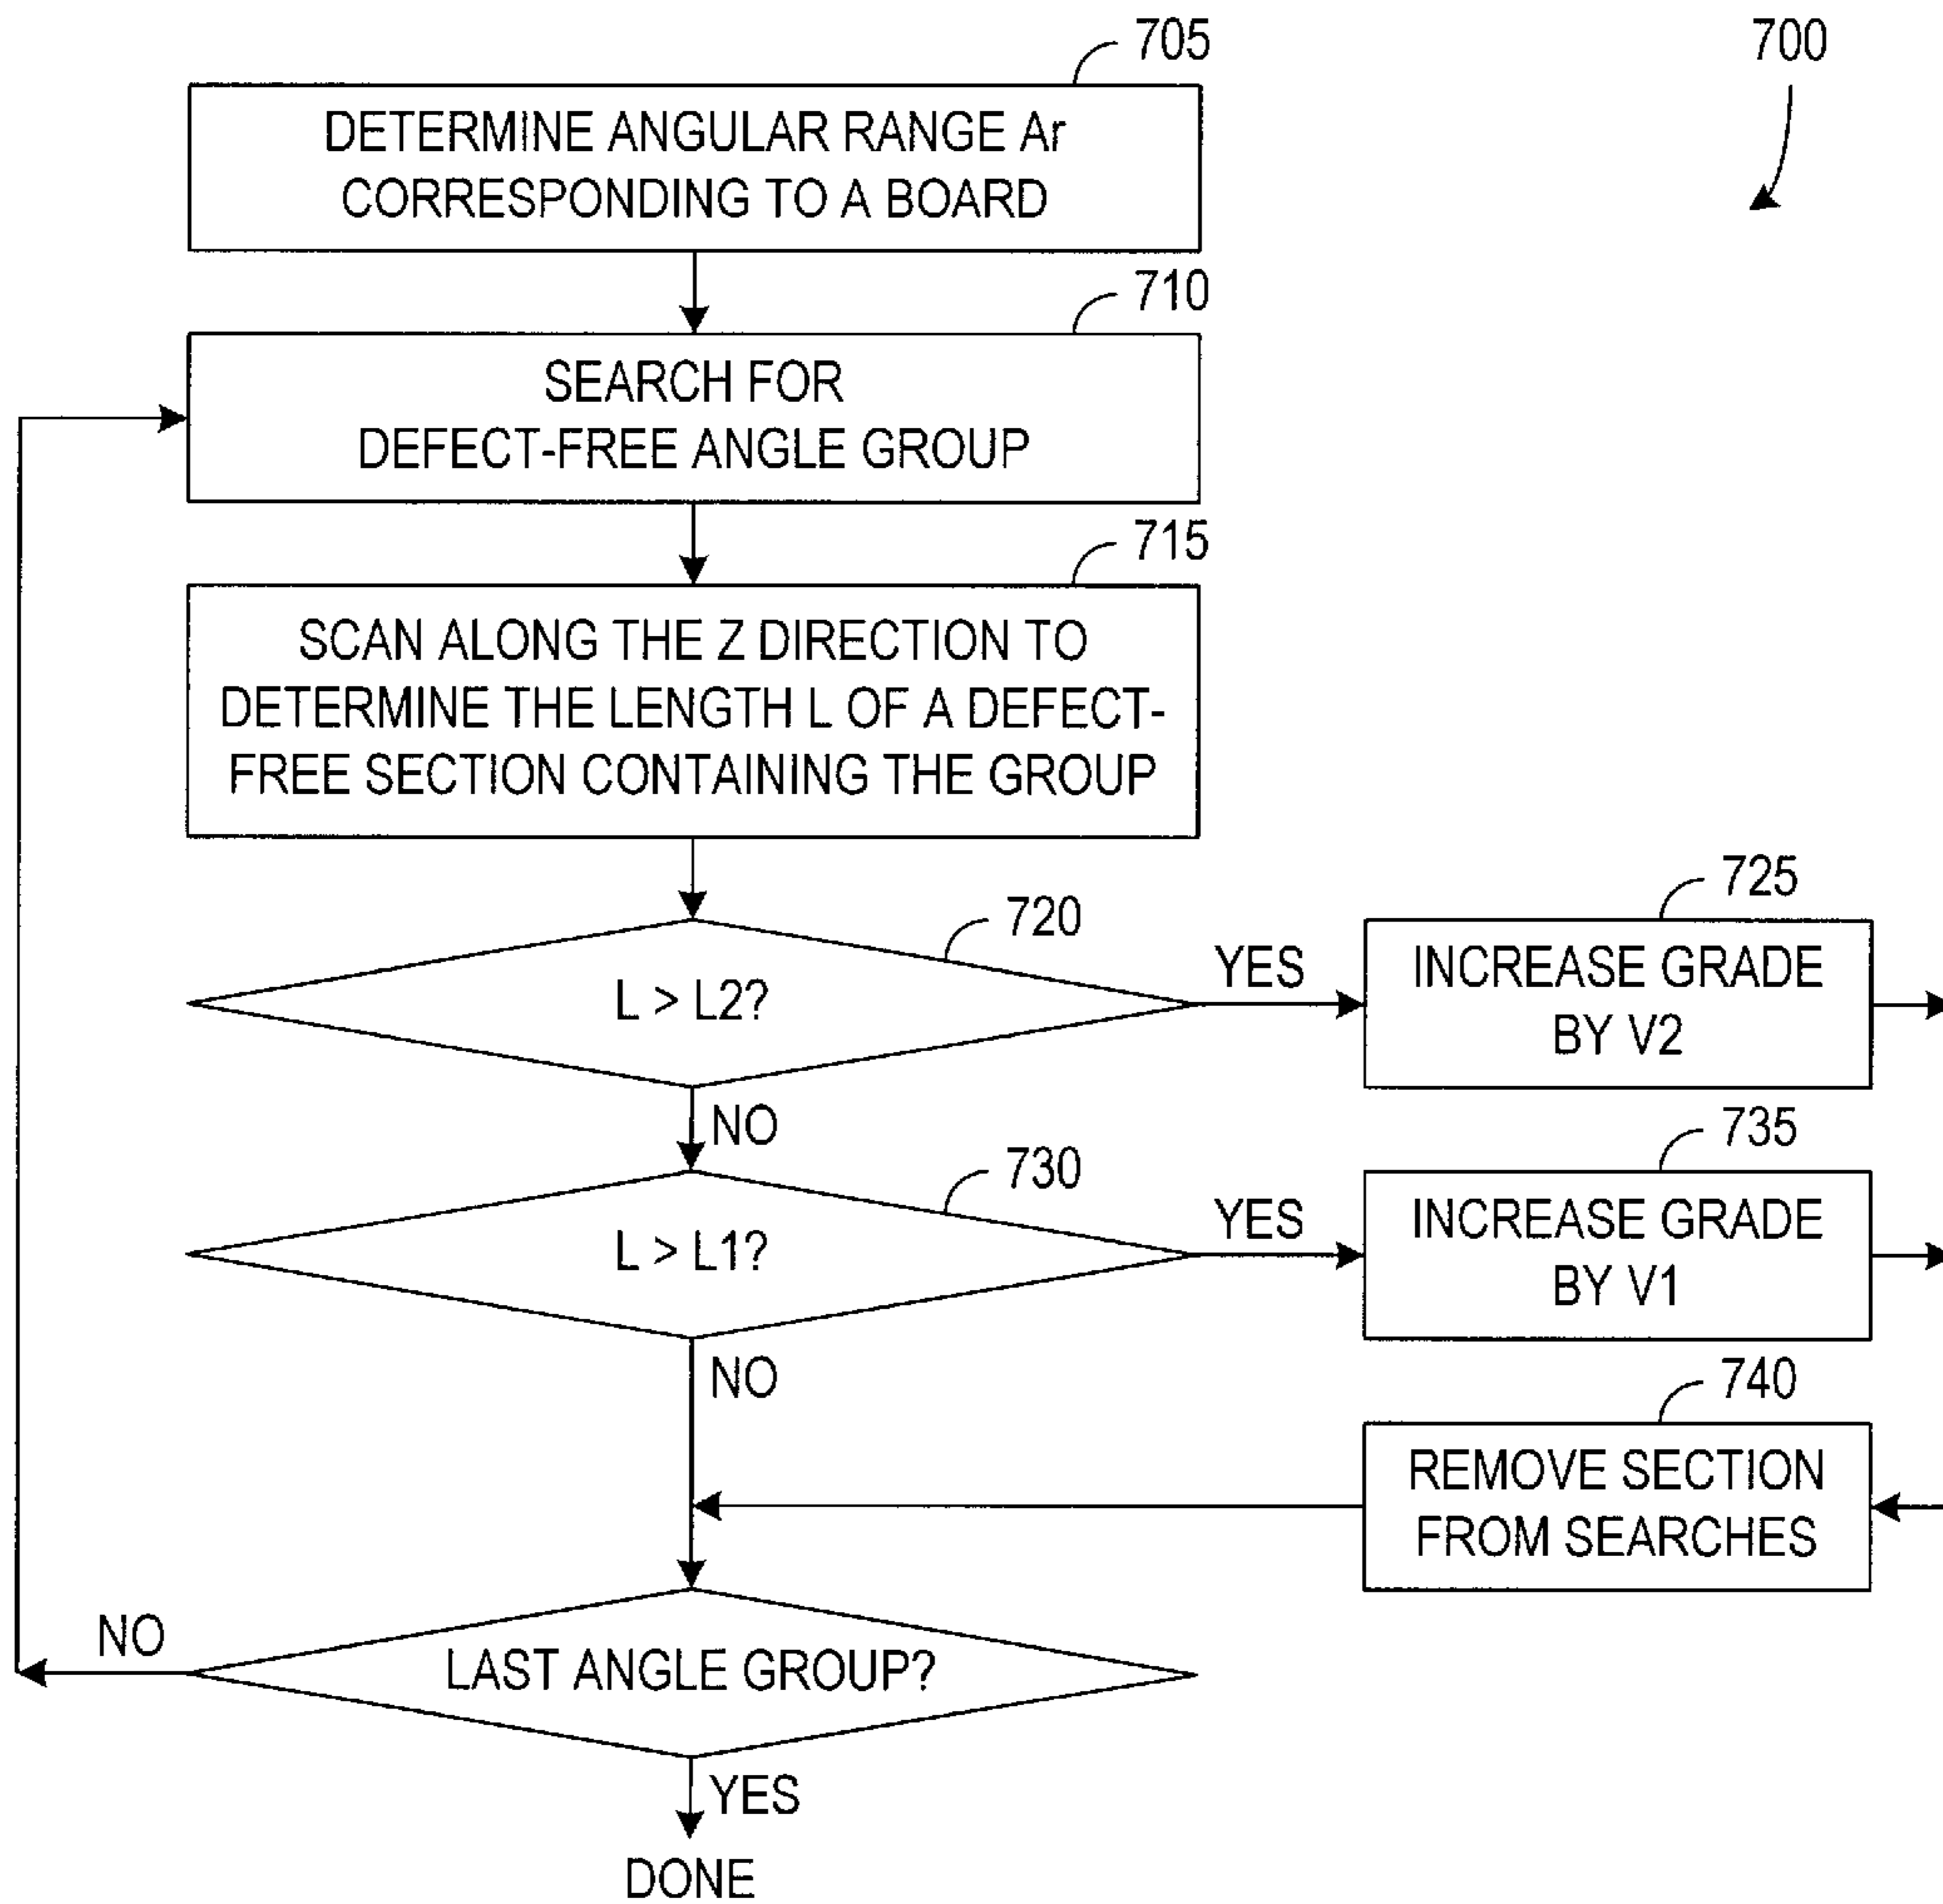 705
700
DETERMINE ANGULAR RANGE Ar
CORRESPONDING TO A BOARD
710
SEARCH FOR
DEFECT-FREE ANGLE GROUP
715
SCAN ALONG THE Z DIRECTION TO
DETERMINE THE LENGTH L OF A DEFECT-
FREE SECTION CONTAINING THE GROUP
720
L > L2?
YES
725
INCREASE GRADE
BY V2
NO
730
L > L1?
YES
735
INCREASE GRADE
BY V1
NO
740
REMOVE SECTION
FROM SEARCHES
LAST ANGLE GROUP?
NO
YES
DONE